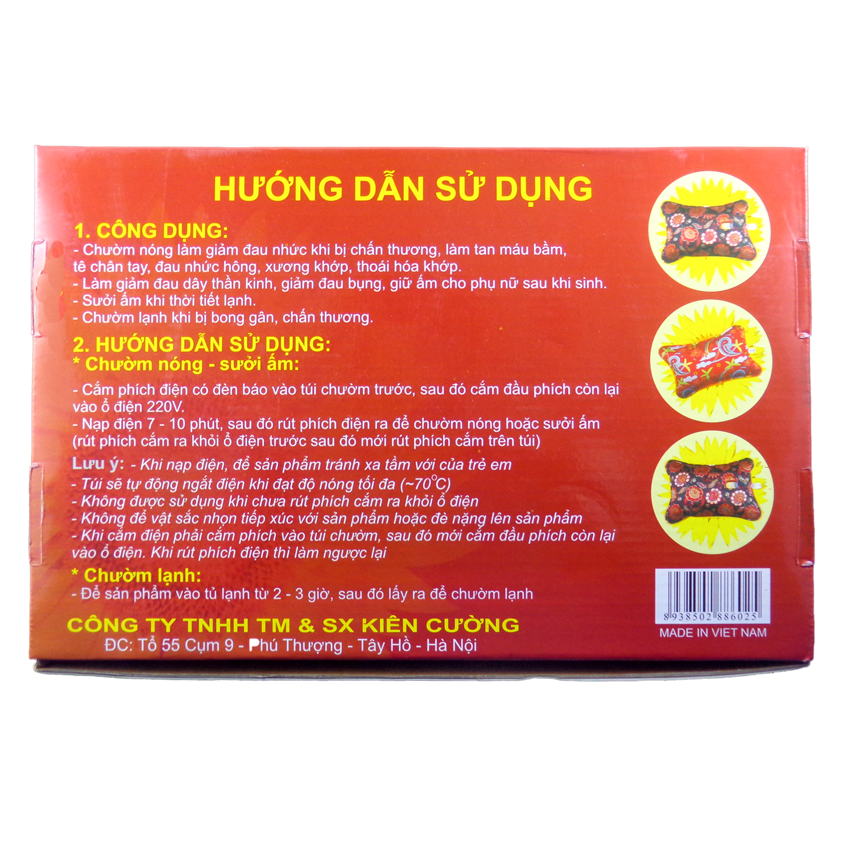 HƯỚNG DẪN SỬ DỤNG
1. CÔNG DỤNG:
- Chườm nóng làm giảm đau nhức khi bị chấn thương, làm tan máu bầm,
tê chân tay, đau nhức hông, xương khớp, thoái hóa khớp.
- Làm giảm đau dây thần kinh, giảm đau bụng, giữ ấm cho phụ nữ sau khi sinh.
- Sưởi ấm khi thời tiết lạnh.
- Chườm lạnh khi bị bong gân, chấn thương.
2. HƯỚNG DẪN SỬ DỤNG:
* Chườm nóng - sưởi ấm:
- Cắm phích điện có đèn báo vào túi chườm trước, sau đó cắm đầu phích còn lại
vào ổ điện 220V.
- Nạp điện 7 - 10 phút, sau đó rút phích điện ra để chườm nóng hoặc sưởi ấm
(rút phích cắm ra khỏi ổ điện trước sau đó mới rút phích cắm trên túi)
Lưu ý: - Khi nạp điện, để sản phẩm tránh xa tầm với của trẻ em
- Túi sẽ tự động ngắt điện khi đạt độ nóng tối đa (~70°C)
- Không được sử dụng khi chưa rút phích cắm ra khỏi ổ điện
- Không để vật sắc nhọn tiếp xúc với sản phẩm hoặc đè nặng lên sản phẩm
- Khi cắm điện phải cắm phích vào túi chườm, sau đó mới cắm đầu phích còn lại
vào ổ điện. Khi rút phích điện thì làm ngược lại
* Chườm lạnh:
- Để sản phẩm vào tủ lạnh từ 2 - 3 giờ, sau đó lấy ra để chườm lạnh
CÔNG TY TNHH TM & SX KIÊN CƯỜNG
ĐC: Tổ 55 Cụm 9 - Phú Thượng - Tây Hồ - Hà Nội
8938502886025
MADE IN VIET NAM